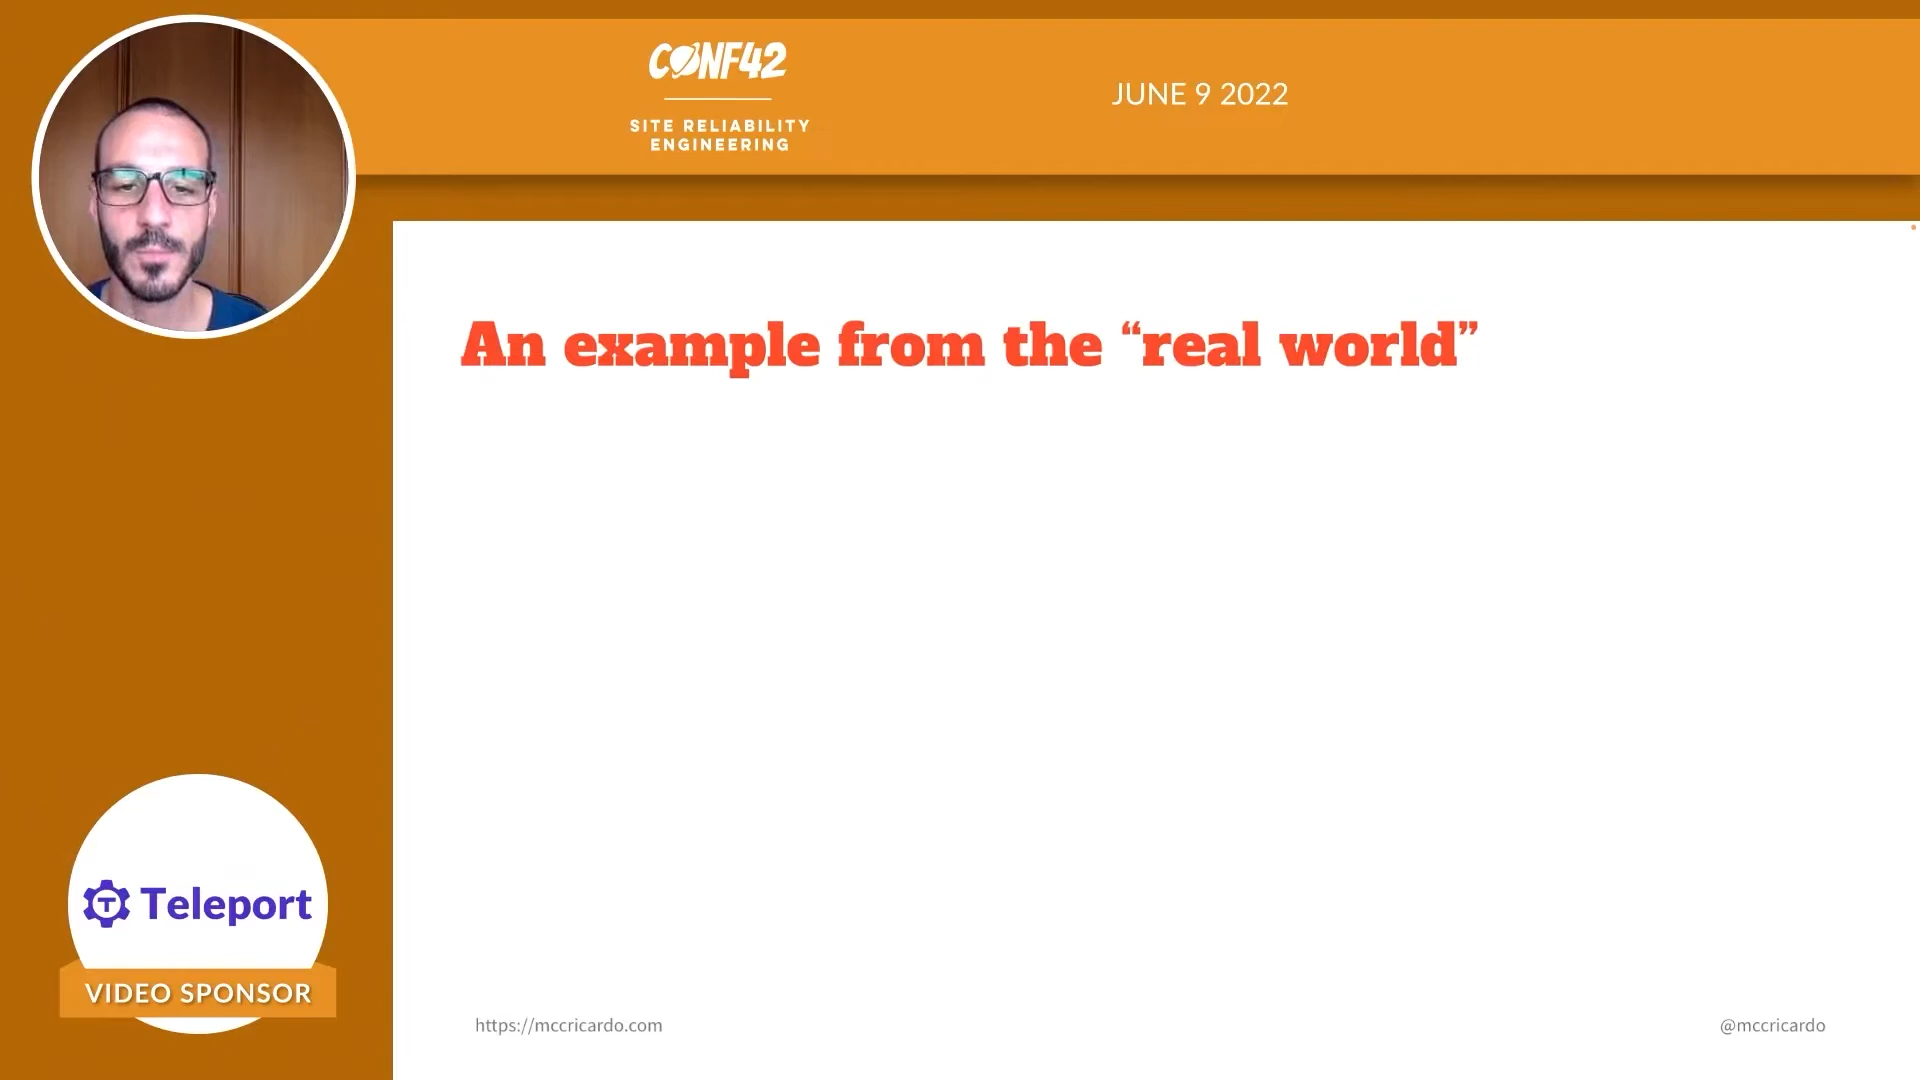 CONF42
SITE RELIABILITY
ENGINEERING
JUNE 9 2022
An example from the “real world”
Teleport
VIDEO SPONSOR
https://mccricardo.com
@mccricardo